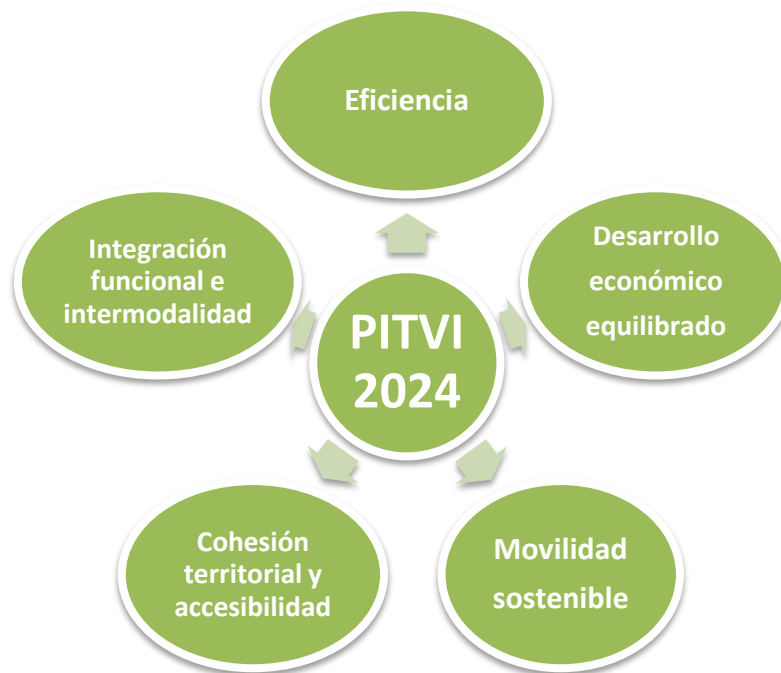 Eficiencia
Desarrollo
económico
equilibrado
Movilidad
sostenible
Cohesión
territorial y
accesibilidad
Integración
funcional e
intermodalidad
PITVI
2024